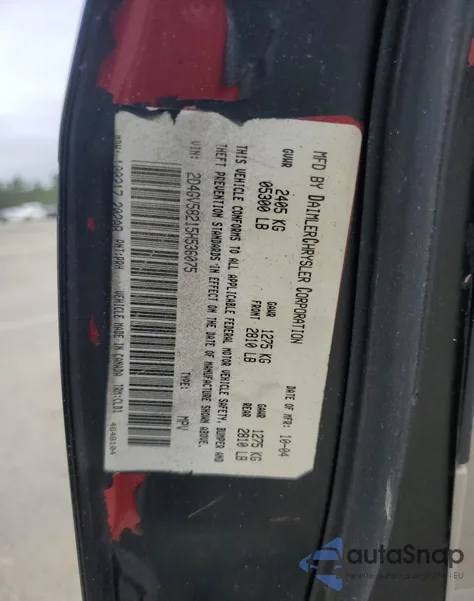 MFD BY DAIMLERCHRYSLER CORPORATION
DATE OF MFR: 10-04
GVWR 2405 KG
05300 LB
GAWR FRONT 1275 KG
2810 LB
GAWR REAR 1275 KG
2810 LB
THIS VEHICLE CONFORMS TO ALL APPLICABLE FEDERAL MOTOR VEHICLE SAFETY, BUMPER AND
THEFT PREVENTION STANDARDS IN EFFECT ON THE DATE OF MANUFACTURE SHOWN ABOVE.
VIN: 2D4GV58215H536075 TYPE: MPV
VEHICLE MADE IN CANADA
4648104
autoSnap